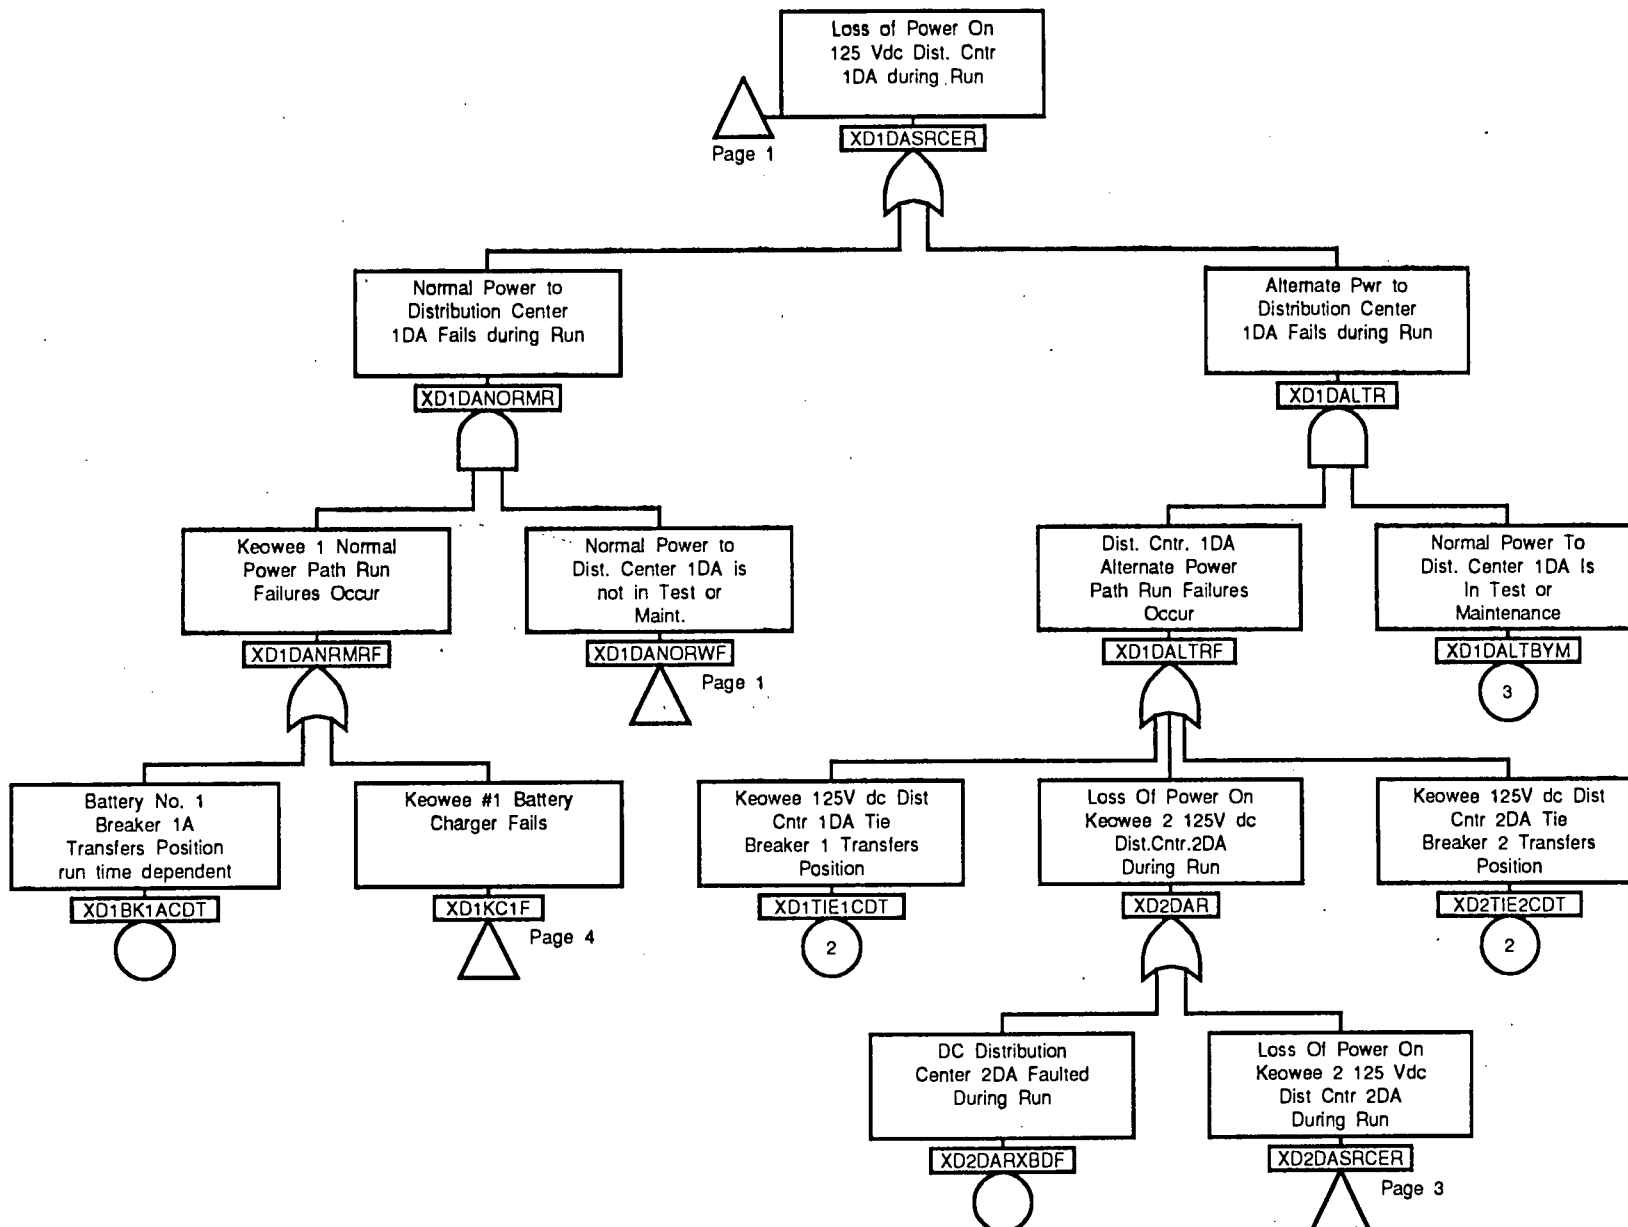 Loss of Power On
125 Vdc Dist. Cntr
1DA during Run
Page 1
XD1DASRCER
Normal Power to
Distribution Center
1DA Fails during Run
XD1DANORMR
Alternate Pwr to
Distribution Center
1DA Fails during Run
XD1DALTR
Keowee 1 Normal
Power Path Run
Failures Occur
XD1DANRMRF
Normal Power to
Dist. Center 1DA is
not in Test or
Maint.
XD1DANORWF
Page 1
Dist. Cntr. 1DA
Alternate Power
Path Run Failures
Occur
XD1DALTRF
Normal Power To
Dist. Center 1DA Is
In Test or
Maintenance
XD1DALTBYM
3
Battery No. 1
Breaker 1A
Transfers Position
run time dependent
XD1BK1ACDT
Keowee #1 Battery
Charger Fails
XD1KC1F
Page 4
Keowee 125V dc Dist
Cntr 1DA Tie
Breaker 1 Transfers
Position
XD1TIE1CDT
2
Loss Of Power On
Keowee 2 125V dc
Dist.Cntr.2DA
During Run
XD2DAR
Keowee 125V dc Dist
Cntr 2DA Tie
Breaker 2 Transfers
Position
XD2TIE2CDT
2
DC Distribution
Center 2DA Faulted
During Run
XD2DARXBDF
Loss Of Power On
Keowee 2 125 Vdc
Dist Cntr 2DA
During Run
XD2DASRCER
Page 3